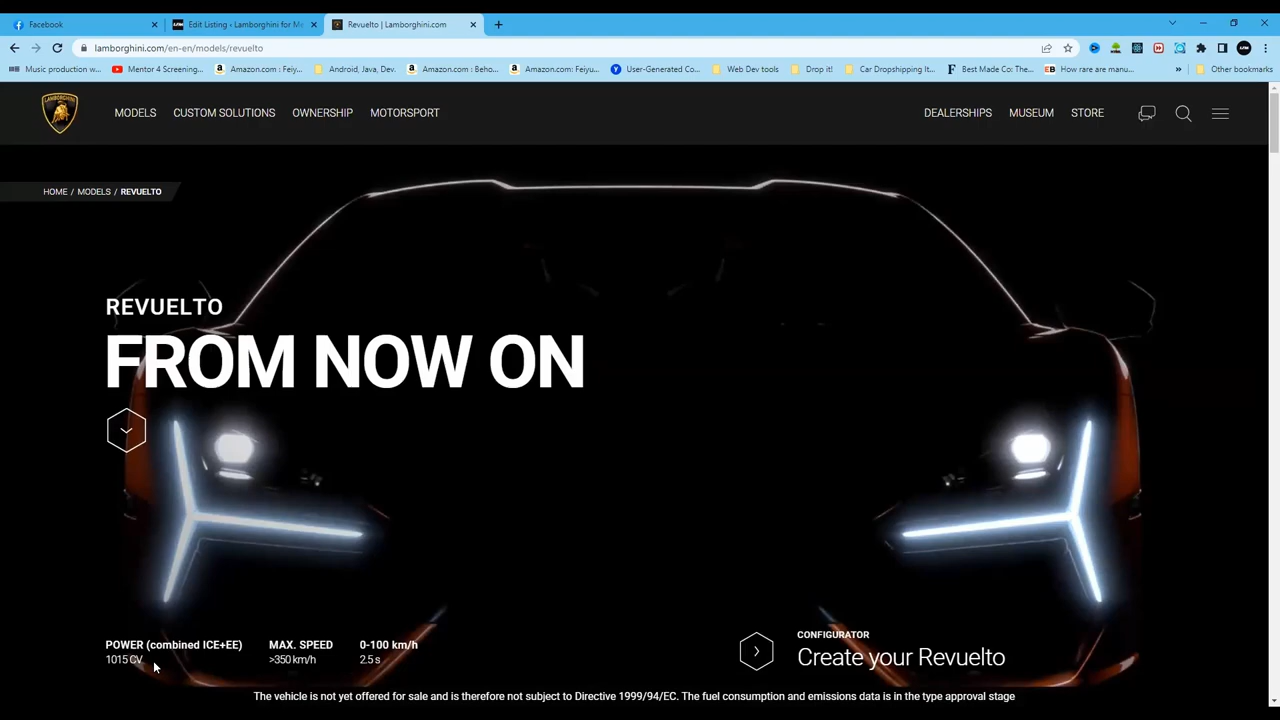 Facebook
Edit Listing ‹ Lamborghini for Me
Revuelto | Lamborghini.com
lamborghini.com/en-en/models/revuelto
Music production w...
Mentor 4 Screening...
Amazon.com : Feiyu...
Android, Java, Dev.
Amazon.com : Beho...
Amazon.com: Feiyu...
User-Generated Co...
Web Dev tools
Drop it!
Car Dropshipping It...
Best Made Co: The...
How rare are manu...
»
Other bookmarks
LAMBORGHINI
MODELS
CUSTOM SOLUTIONS
OWNERSHIP
MOTORSPORT
DEALERSHIPS
MUSEUM
STORE
HOME / MODELS / REVUELTO
REVUELTO
FROM NOW ON
POWER (combined ICE+EE)
1015 CV
MAX. SPEED
>350 km/h
0-100 km/h
2.5 s
CONFIGURATOR
Create your Revuelto
The vehicle is not yet offered for sale and is therefore not subject to Directive 1999/94/EC. The fuel consumption and emissions data is in the type approval stage